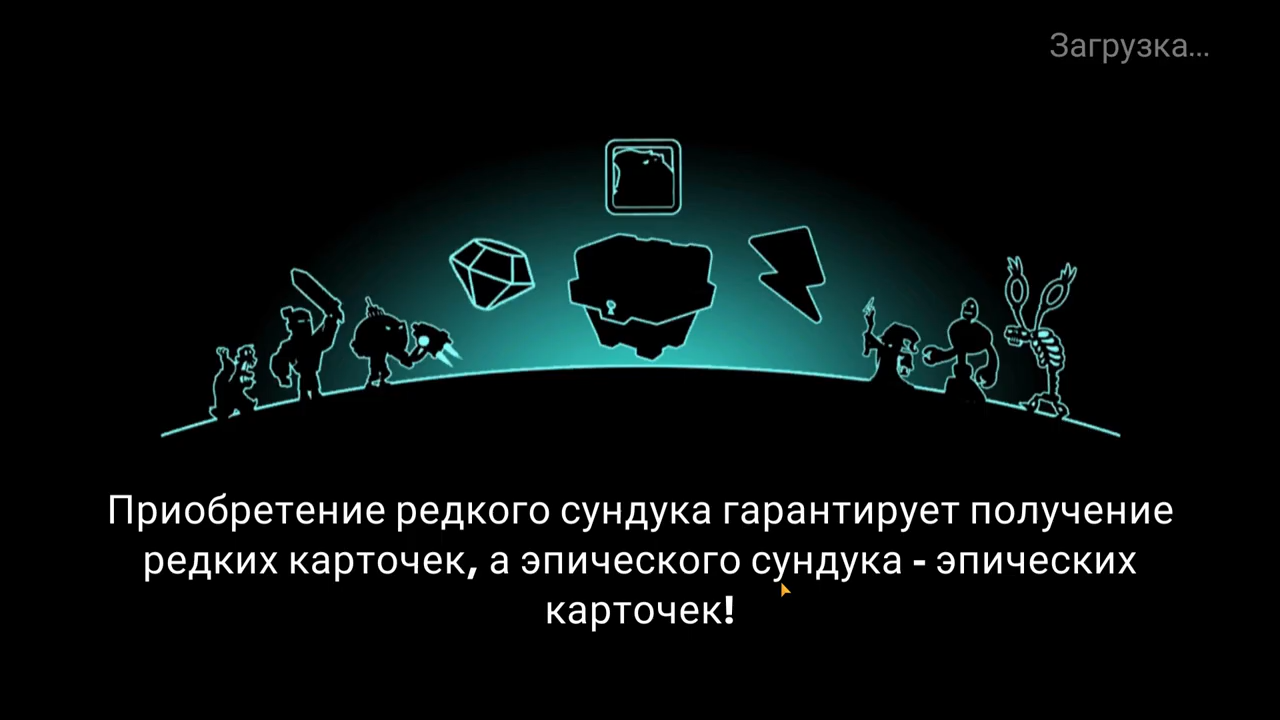 Загрузка...
Приобретение редкого сундука гарантирует получение
редких карточек, а эпического сундука - эпических
карточек!